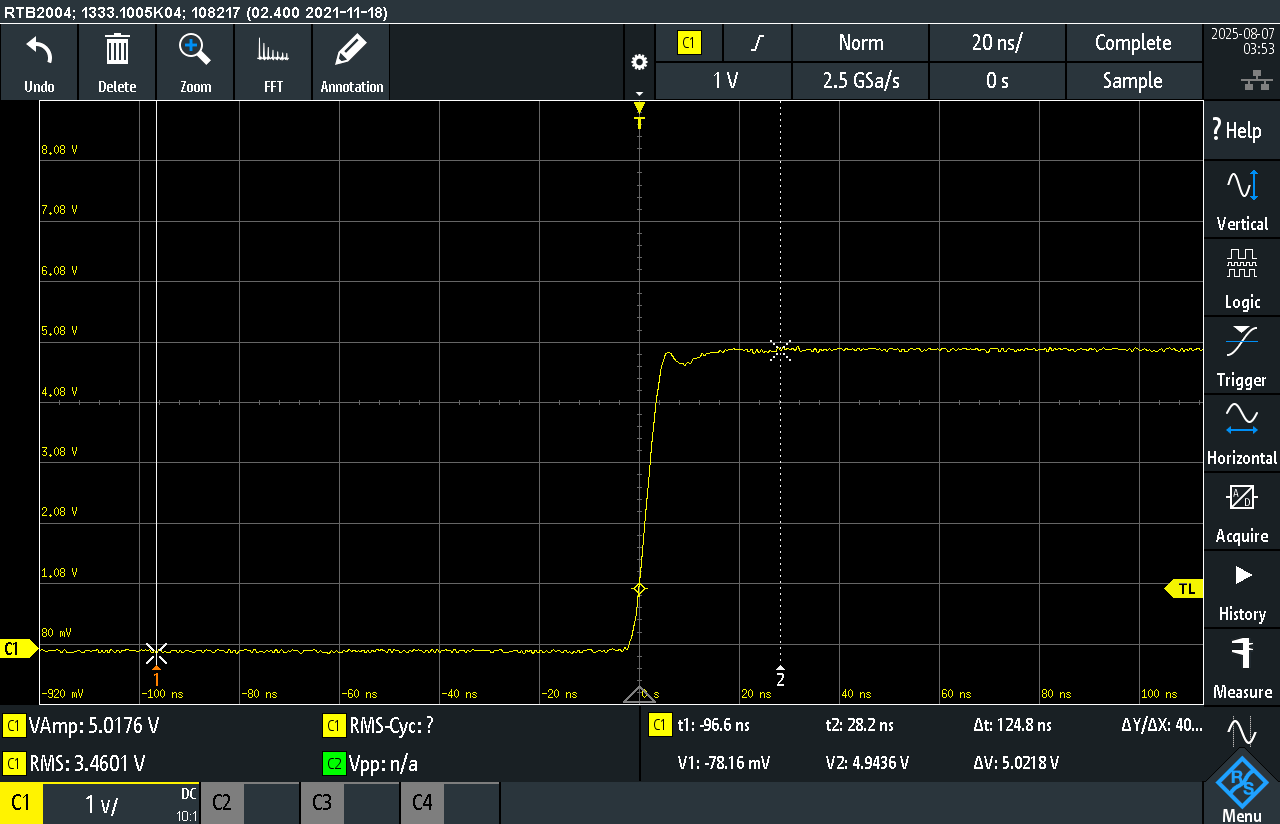 RTB2004; 1333.1005K04; 108217 (02.400 2021-11-18)
Undo
Delete
Zoom
FFT
Annotation
C1
Norm
20 ns/
Complete
1 V
2.5 GSa/s
0 s
Sample
2025-08-07
03:53
? Help
Vertical
Logic
Trigger
Horizontal
A/D
Acquire
History
Measure
R&S
Menu
T
8.08 V
7.08 V
6.08 V
5.08 V
4.08 V
3.08 V
2.08 V
1.08 V
80 mV
C1
TL
1
2
-920 mV
-100 ns
-80 ns
-60 ns
-40 ns
-20 ns
0 s
20 ns
40 ns
60 ns
80 ns
100 ns
C1 VAmp: 5.0176 V
C1 RMS-Cyc: ?
C1 RMS: 3.4601 V
C2 Vpp: n/a
C1 t1: -96.6 ns
t2: 28.2 ns
Δt: 124.8 ns
ΔY/ΔX: 40...
V1: -78.16 mV
V2: 4.9436 V
ΔV: 5.0218 V
C1
1 V/
DC
10:1
C2
C3
C4